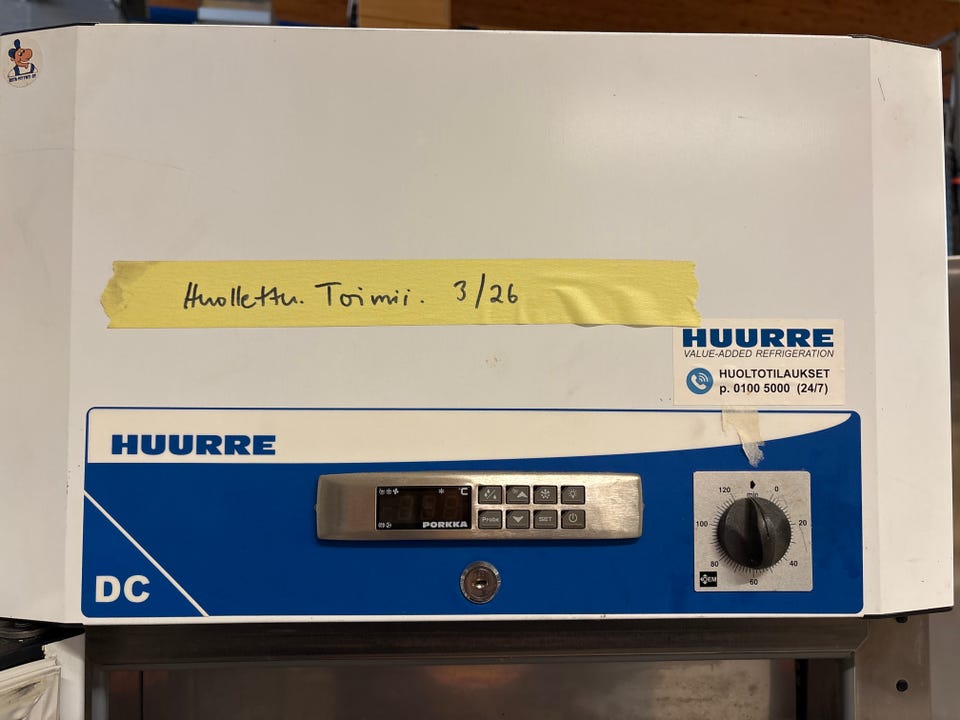 Huollettu. Toimii. 3/26
HUURRE
VALUE-ADDED REFRIGERATION
HUOLTOTILAUKSET
p. 0100 5000 (24/7)
HUURRE
°C
PORKKA
Probe
SET
DC
min
0
20
40
60
80
100
120